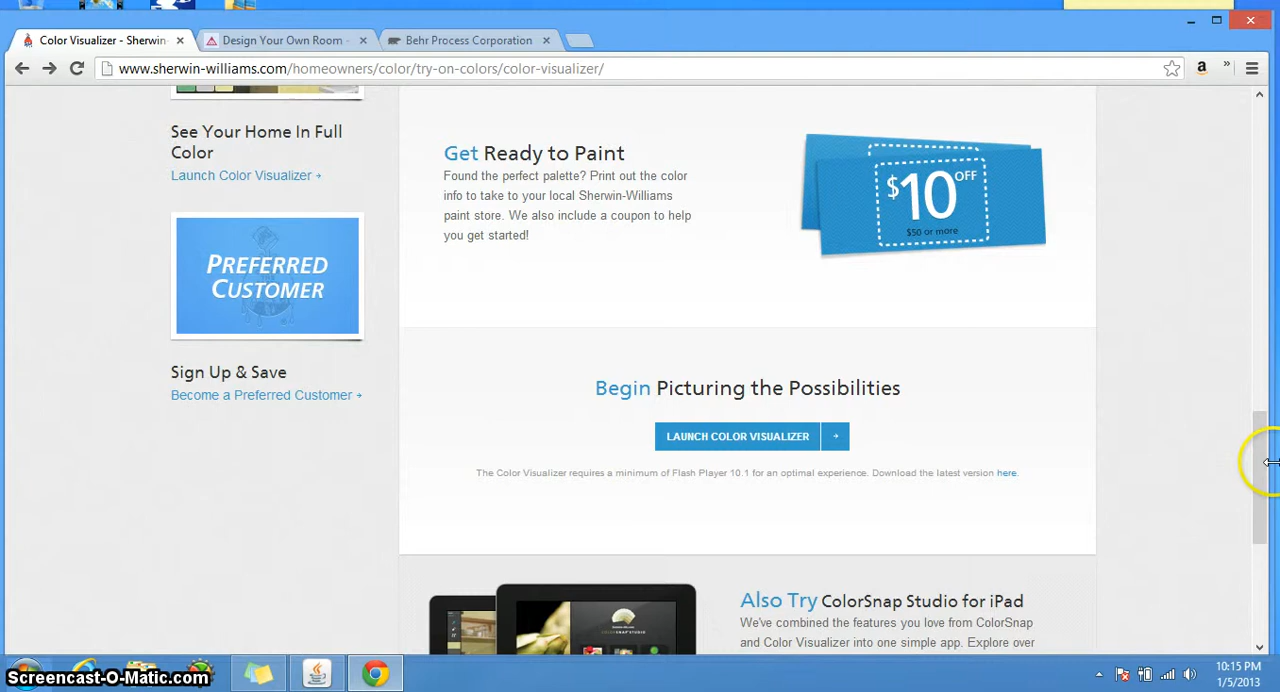 Color Visualizer - Sherwin-
Design Your Own Room -
Behr Process Corporation
www.sherwin-williams.com/homeowners/color/try-on-colors/color-visualizer/
a
»
See Your Home In Full
Color
Launch Color Visualizer
PREFERRED
CUSTOMER
Sign Up & Save
Become a Preferred Customer
Get Ready to Paint
Found the perfect palette? Print out the color
info to take to your local Sherwin-Williams
paint store. We also include a coupon to help
you get started!
$10 OFF
$50 or more
Begin Picturing the Possibilities
LAUNCH COLOR VISUALIZER
The Color Visualizer requires a minimum of Flash Player 10.1 for an optimal experience. Download the latest version here.
Also Try ColorSnap Studio for iPad
We've combined the features you love from ColorSnap
and Color Visualizer into one simple app. Explore over
Screencast-O-Matic.com
10:15 PM
1/5/2013